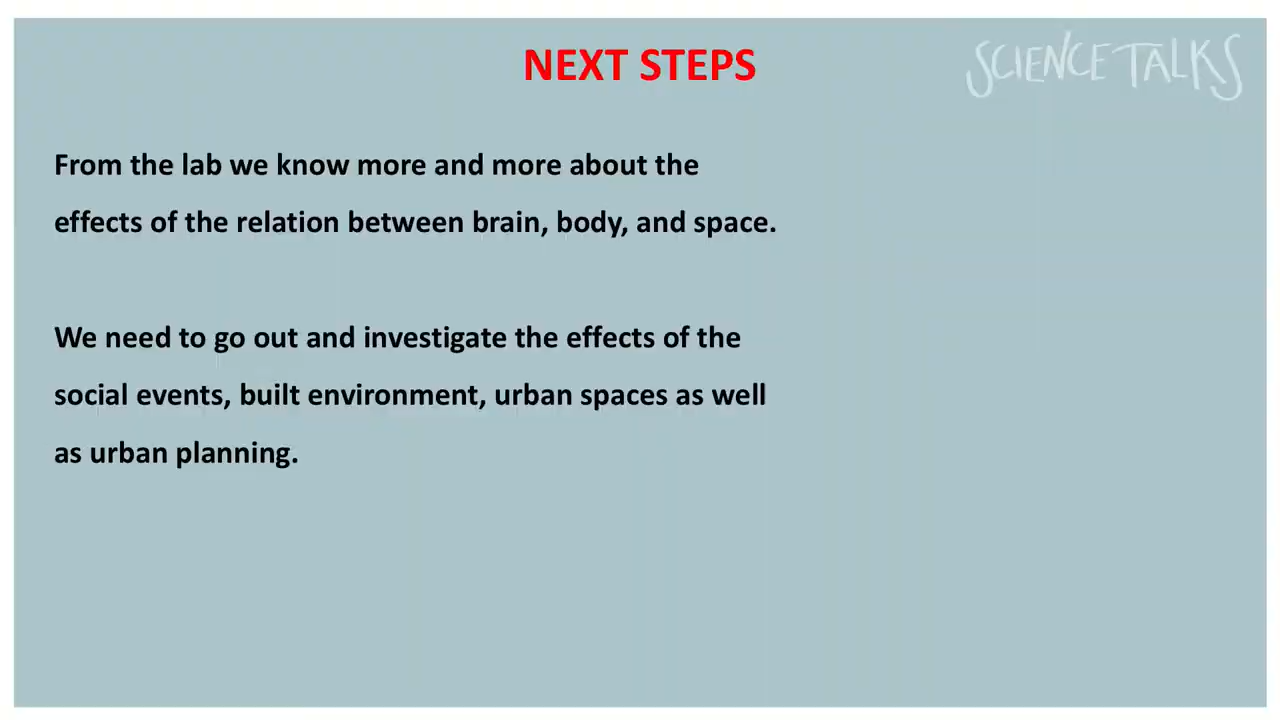 NEXT STEPS
SCIENCE TALKS
From the lab we know more and more about the
effects of the relation between brain, body, and space.
We need to go out and investigate the effects of the
social events, built environment, urban spaces as well
as urban planning.